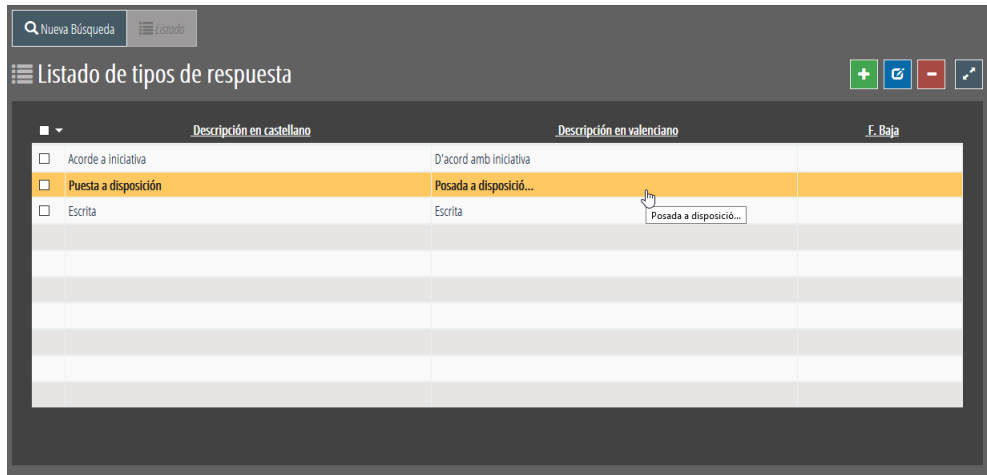 Nueva Búsqueda Listado
Listado de tipos de respuesta
Descripción en castellano Descripción en valenciano F. Baja
Acorde a iniciativa D'acord amb iniciativa
Puesta a disposición Posada a disposició...
Escrita Escrita
Posada a disposició...